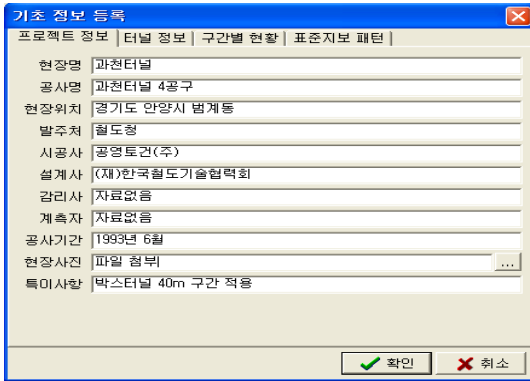 기초 정보 등록
프로젝트 정보 터널 정보 구간별 현황 표준지보 패턴
현장명 과천터널
공사명 과천터널 4공구
현장위치 경기도 안양시 범계동
발주처 철도청
시공사 공영토건(주)
설계사 (재)한국철도기술협력회
감리사 자료없음
계측자 자료없음
공사기간 1993년 6월
현장사진 파일 첨부 ...
특이사항 박스터널 40m 구간 적용
확인 취소